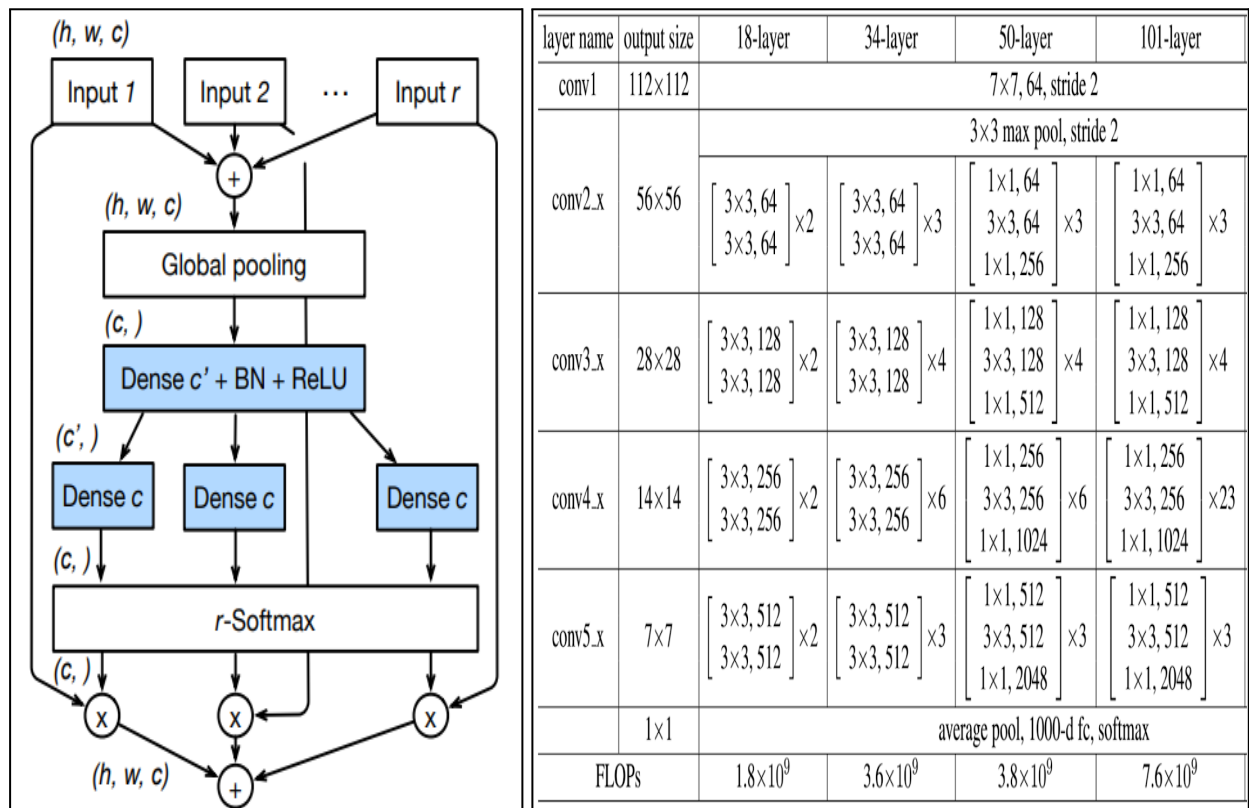 (h, w, c)
Input 1 Input 2 ... Input r
+
(h, w, c)
Global pooling
(c, )
Dense c' + BN + ReLU
(c', )
Dense c Dense c Dense c
(c, )
r-Softmax
(c, )
x x x
(h, w, c)
+
layer name output size 18-layer 34-layer 50-layer 101-layer
conv1 112×112 7×7, 64, stride 2
3×3 max pool, stride 2
conv2_x 56×56 [3×3, 64 3×3, 64]×2 [3×3, 64 3×3, 64]×3 [1×1, 64 3×3, 64 1×1, 256]×3 [1×1, 64 3×3, 64 1×1, 256]×3
conv3_x 28×28 [3×3, 128 3×3, 128]×2 [3×3, 128 3×3, 128]×4 [1×1, 128 3×3, 128 1×1, 512]×4 [1×1, 128 3×3, 128 1×1, 512]×4
conv4_x 14×14 [3×3, 256 3×3, 256]×2 [3×3, 256 3×3, 256]×6 [1×1, 256 3×3, 256 1×1, 1024]×6 [1×1, 256 3×3, 256 1×1, 1024]×23
conv5_x 7×7 [3×3, 512 3×3, 512]×2 [3×3, 512 3×3, 512]×3 [1×1, 512 3×3, 512 1×1, 2048]×3 [1×1, 512 3×3, 512 1×1, 2048]×3
1×1 average pool, 1000-d fc, softmax
FLOPs 1.8×10⁹ 3.6×10⁹ 3.8×10⁹ 7.6×10⁹